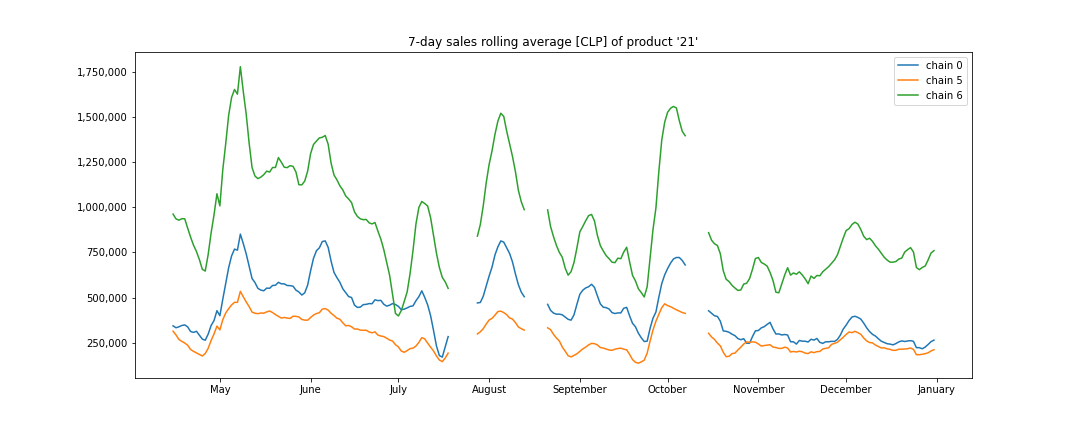 7-day sales rolling average [CLP] of product '21'
chain 0
chain 5
chain 6
1,750,000
1,500,000
1,250,000
1,000,000
750,000
500,000
250,000
May June July August September October November December January